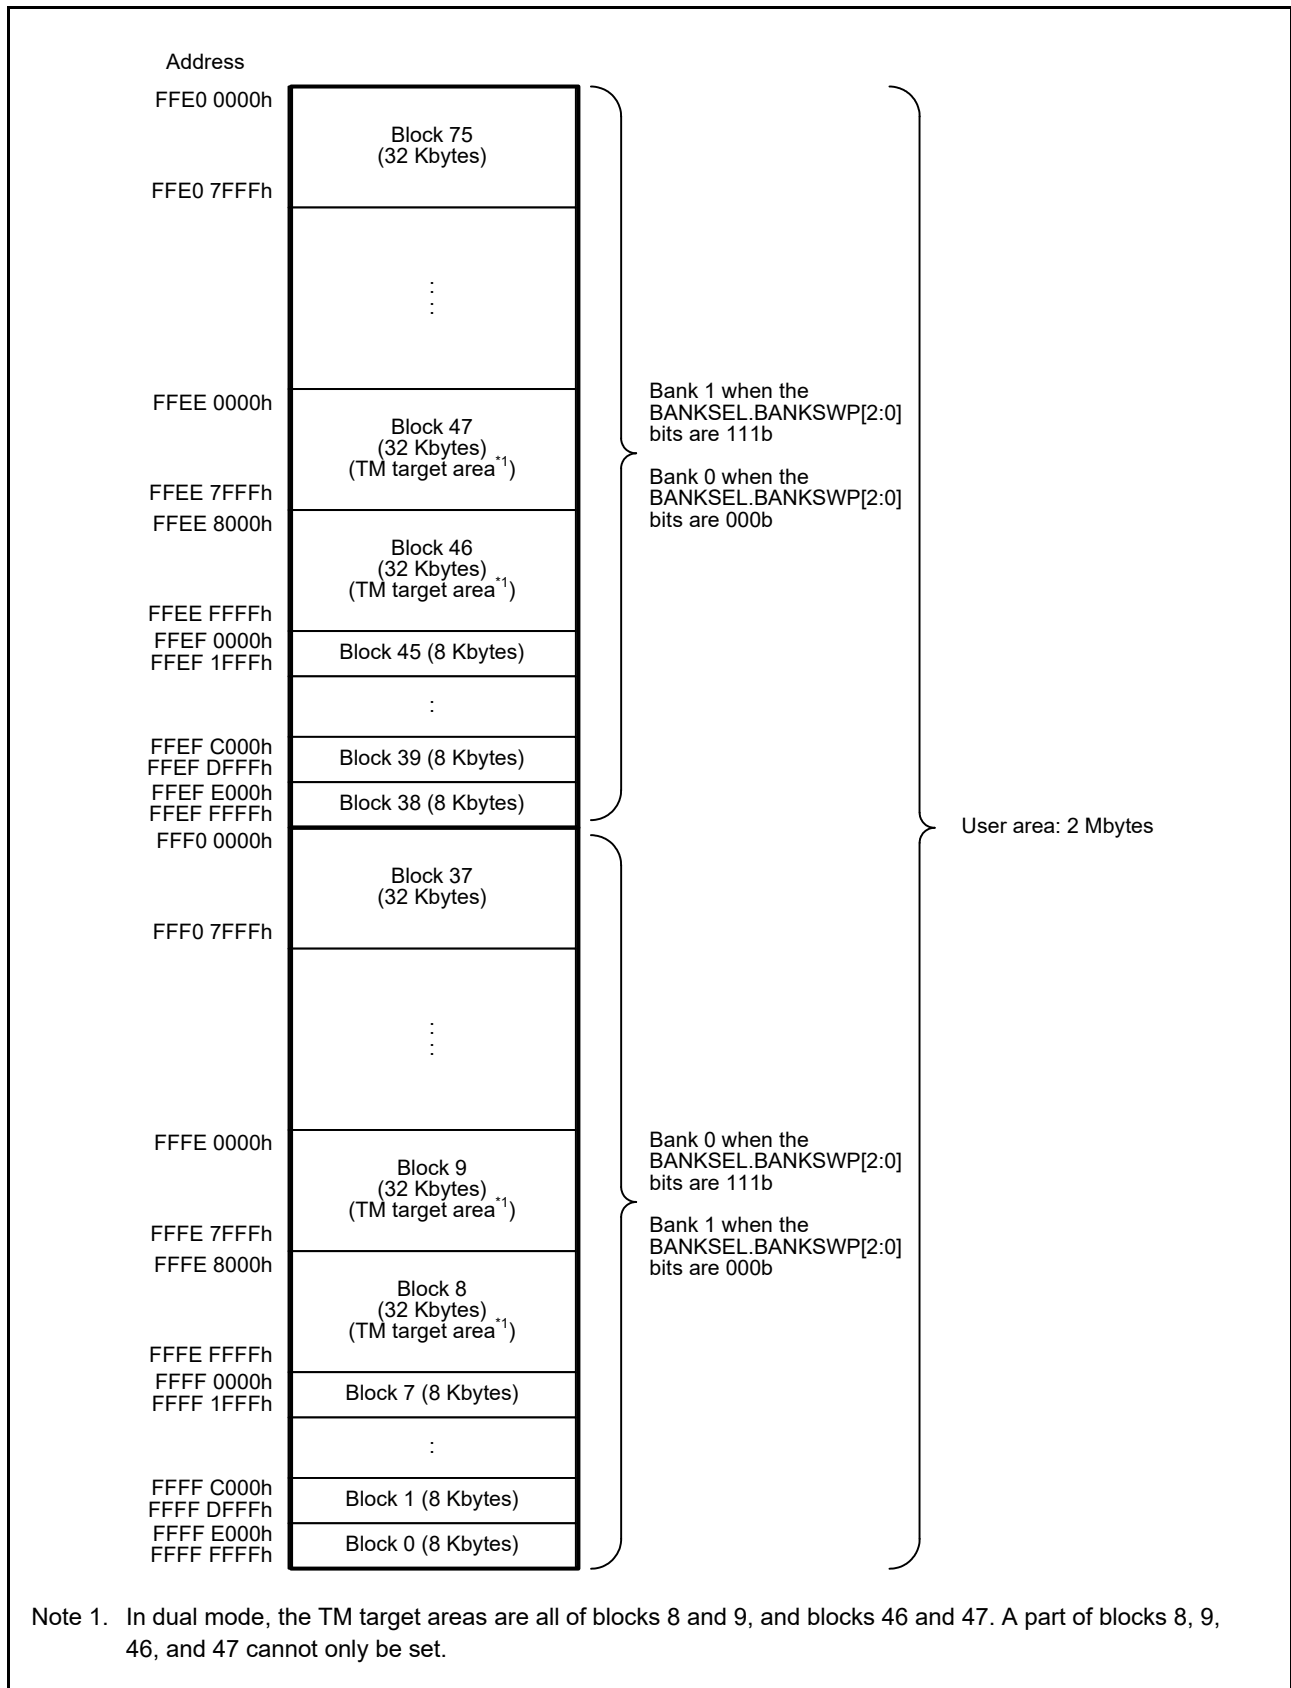 Address
FFE0 0000h
Block 75
(32 Kbytes)
FFE0 7FFFh
:
:
FFEE 0000h
Block 47
(32 Kbytes)
(TM target area*1)
FFEE 7FFFh
FFEE 8000h
Block 46
(32 Kbytes)
(TM target area*1)
FFEE FFFFh
FFEF 0000h
FFEF 1FFFh
Block 45 (8 Kbytes)
:
FFEF C000h
FFEF DFFFh
Block 39 (8 Kbytes)
FFEF E000h
FFEF FFFFh
Block 38 (8 Kbytes)
Bank 1 when the
BANKSEL.BANKSWP[2:0]
bits are 111b
Bank 0 when the
BANKSEL.BANKSWP[2:0]
bits are 000b
User area: 2 Mbytes
FFF0 0000h
Block 37
(32 Kbytes)
FFF0 7FFFh
:
:
FFFE 0000h
Block 9
(32 Kbytes)
(TM target area*1)
FFFE 7FFFh
FFFE 8000h
Block 8
(32 Kbytes)
(TM target area*1)
FFFE FFFFh
FFFF 0000h
FFFF 1FFFh
Block 7 (8 Kbytes)
:
FFFF C000h
FFFF DFFFh
Block 1 (8 Kbytes)
FFFF E000h
FFFF FFFFh
Block 0 (8 Kbytes)
Bank 0 when the
BANKSEL.BANKSWP[2:0]
bits are 111b
Bank 1 when the
BANKSEL.BANKSWP[2:0]
bits are 000b
Note 1. In dual mode, the TM target areas are all of blocks 8 and 9, and blocks 46 and 47. A part of blocks 8, 9,
46, and 47 cannot only be set.